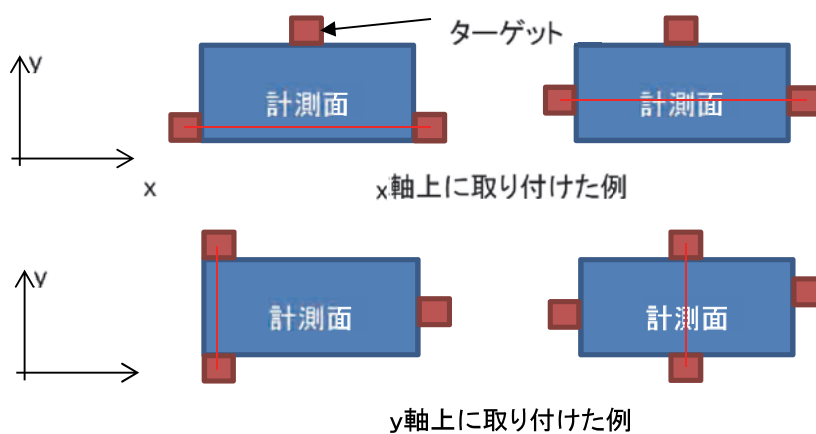 ターゲット
y
計測面
計測面
x
x軸上に取り付けた例
y
計測面
計測面
y軸上に取り付けた例